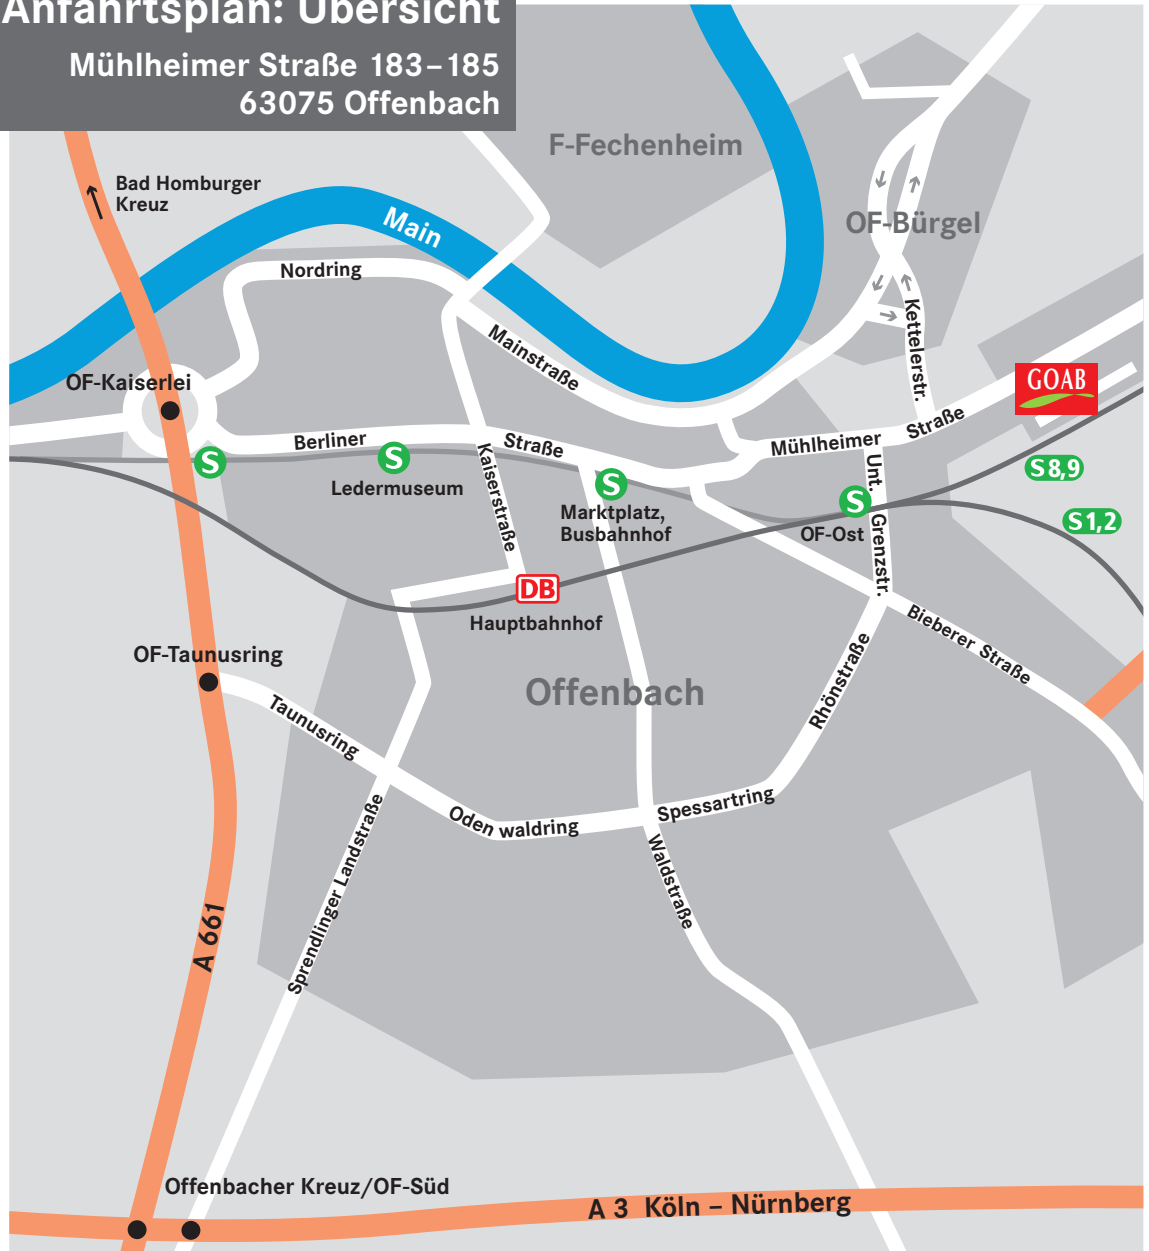 Anfahrtsplan: Übersicht
Mühlheimer Straße 183–185
63075 Offenbach
F-Fechenheim
Bad Homburger
Kreuz
Main
OF-Bürgel
Nordring
Kettelerstr.
Mainstraße
OF-Kaiserlei
GOAB
Berliner
Straße
Mühlheimer
Straße
S
S
Ledermuseum
Kaiserstraße
S
Marktplatz,
Busbahnhof
S
OF-Ost
Unt.
Grenzstr.
S 8,9
S 1,2
DB
Hauptbahnhof
Bieberer Straße
OF-Taunusring
Offenbach
Rhönstraße
Taunusring
Oden waldring
Spessartring
Sprendlinger Landstraße
Waldstraße
A 661
Offenbacher Kreuz/OF-Süd
A 3 Köln – Nürnberg